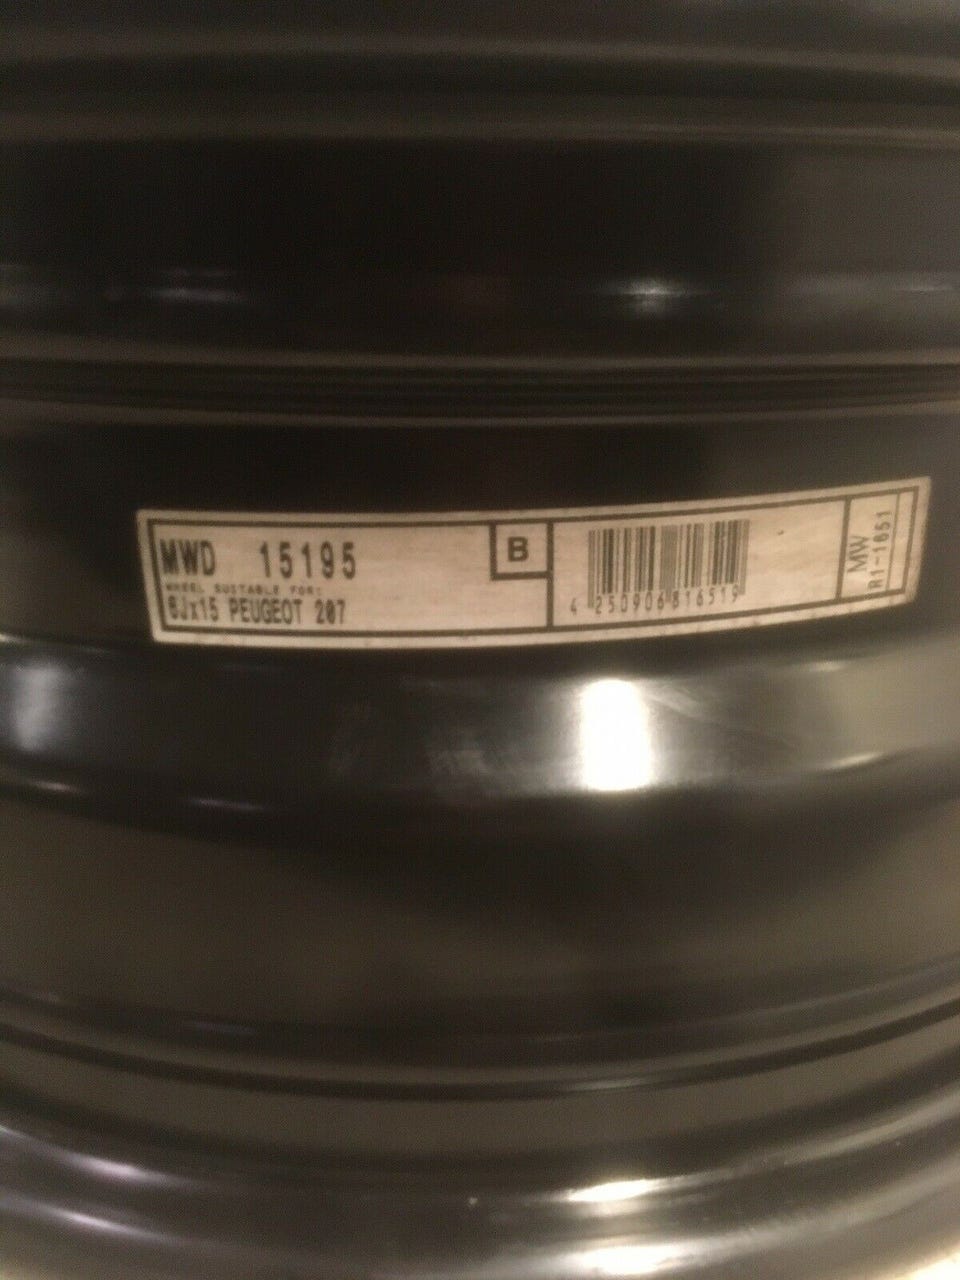 MWD 15195
WHEEL SUITABLE FOR:
6Jx15 PEUGEOT 207
B
4 250906 816519
MW
R1-1651